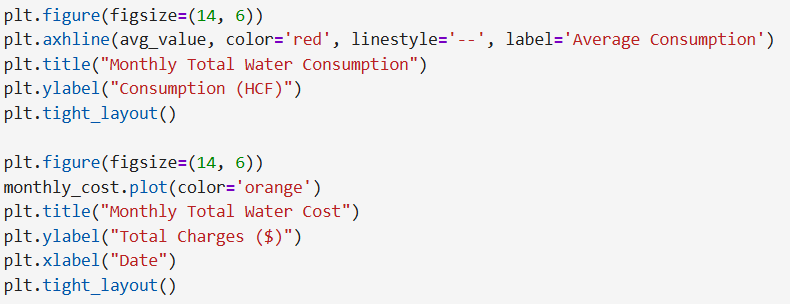 plt.figure(figsize=(14, 6))
plt.axhline(avg_value, color='red', linestyle='--', label='Average Consumption')
plt.title("Monthly Total Water Consumption")
plt.ylabel("Consumption (HCF)")
plt.tight_layout()

plt.figure(figsize=(14, 6))
monthly_cost.plot(color='orange')
plt.title("Monthly Total Water Cost")
plt.ylabel("Total Charges ($)")
plt.xlabel("Date")
plt.tight_layout()